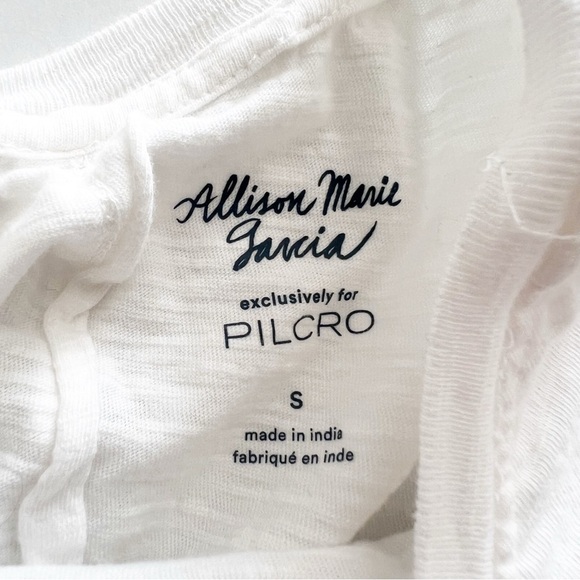 Allison Marie
Garcia
exclusively for
PILCRO
S
made in india
fabriqué en inde